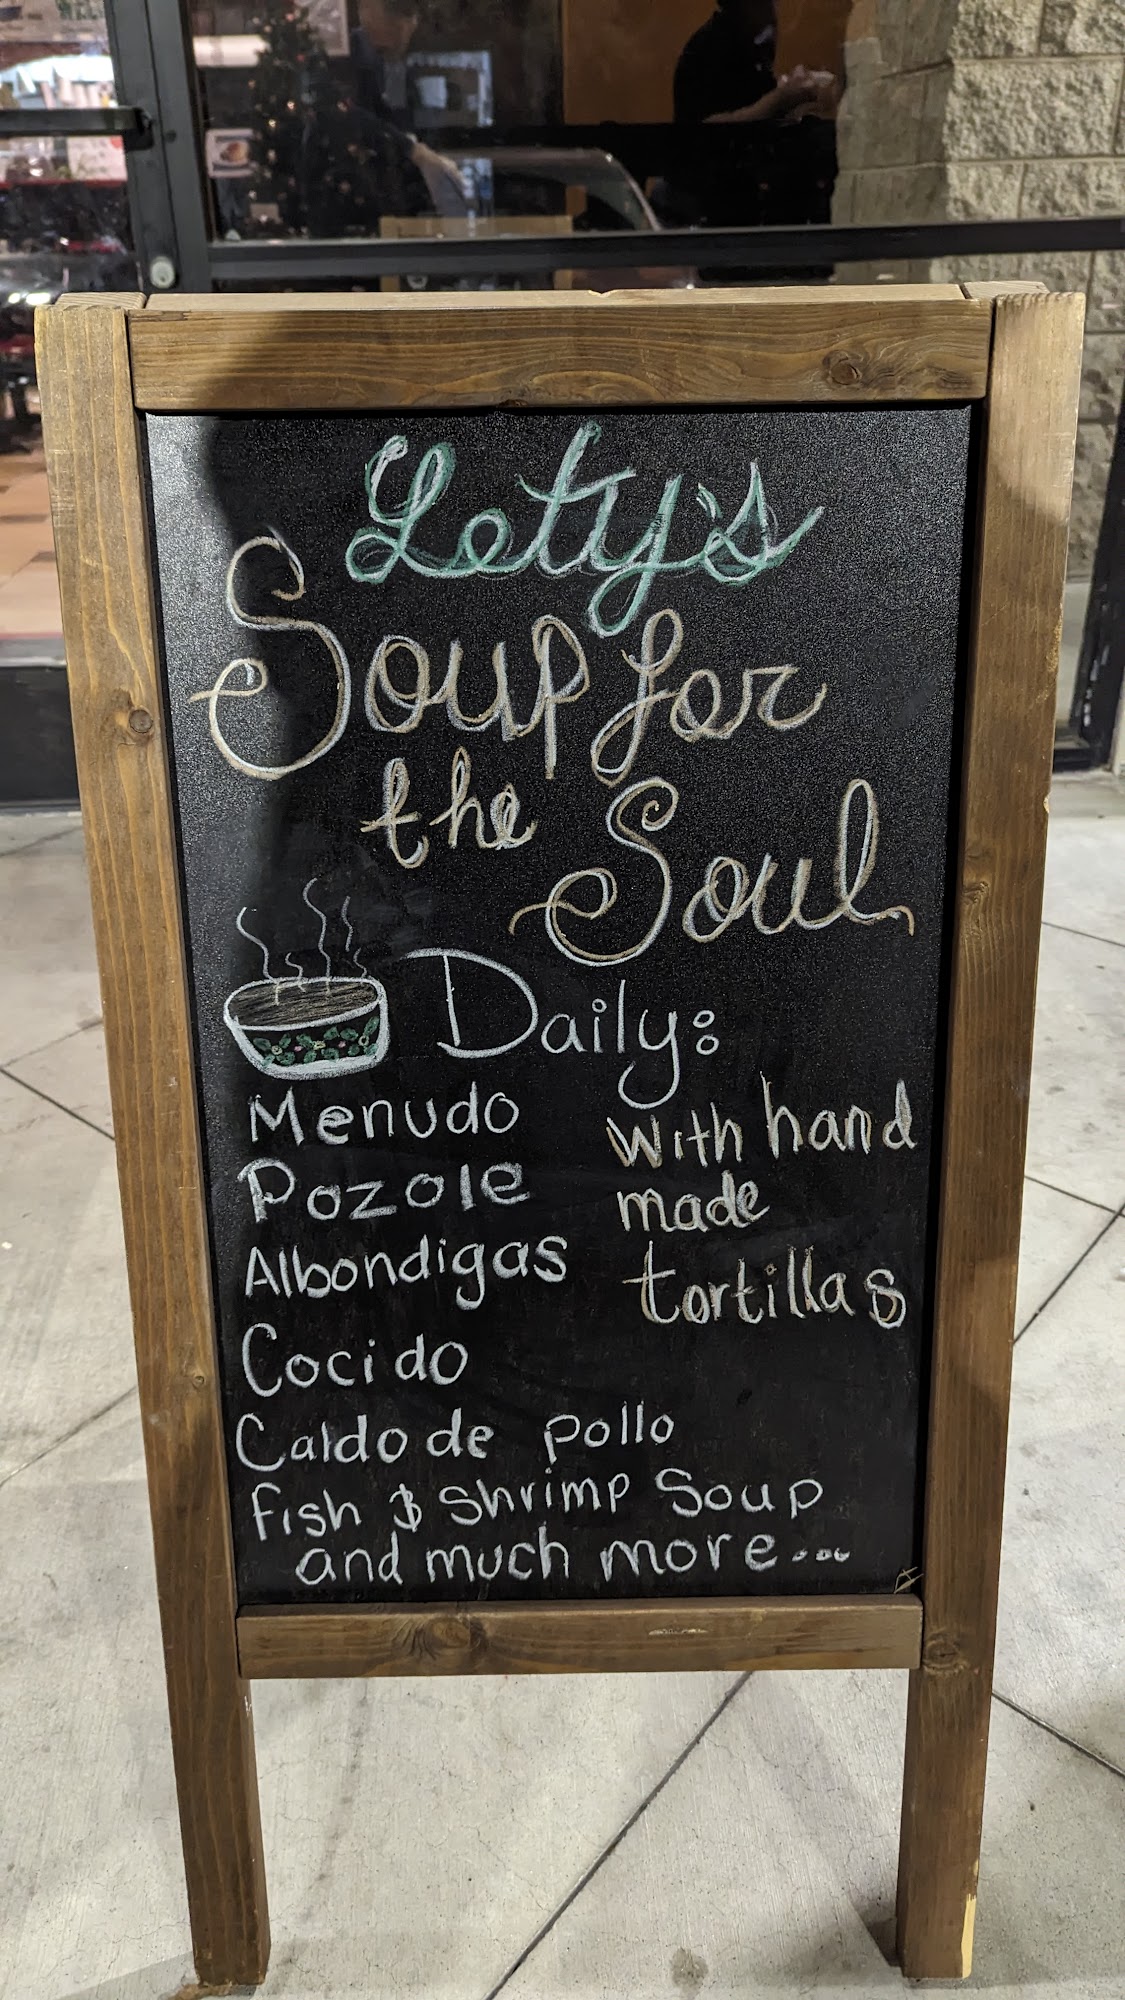 Lety's
Soup for
the Soul
Daily:
Menudo
Pozole
Albondigas
Cocido
Caldo de pollo
Fish & Shrimp Soup
and much more...
With hand
made
tortillas